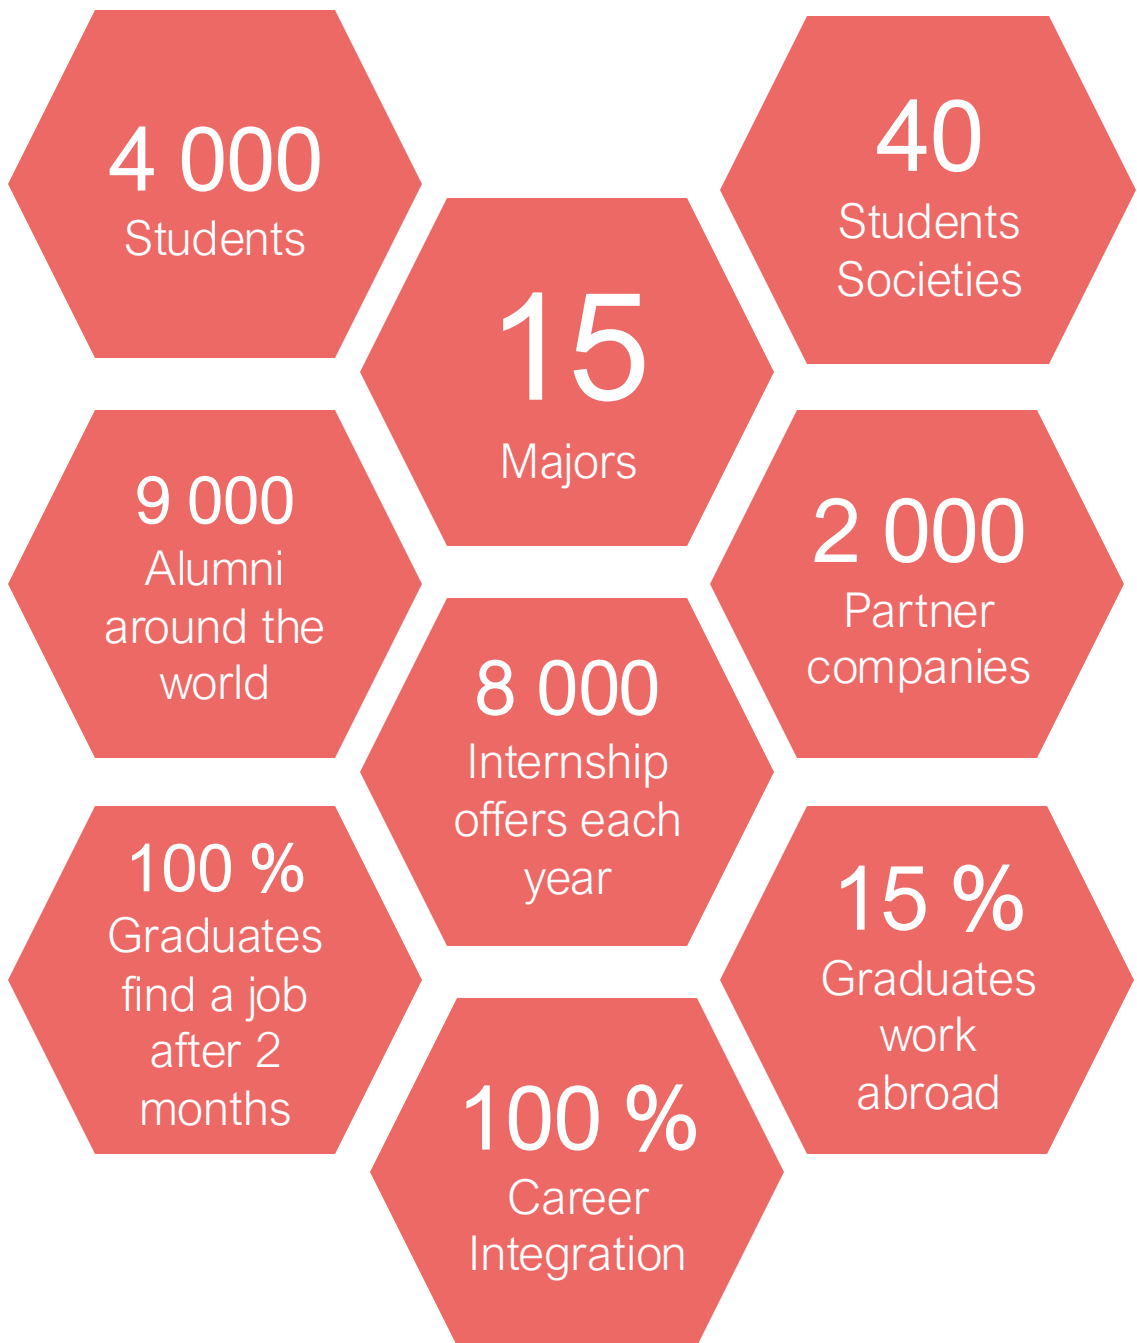 4 000
Students
40
Students
Societies
15
Majors
9 000
Alumni
around the
world
2 000
Partner
companies
8 000
Internship
offers each
year
100 %
Graduates
find a job
after 2
months
15 %
Graduates
work
abroad
100 %
Career
Integration